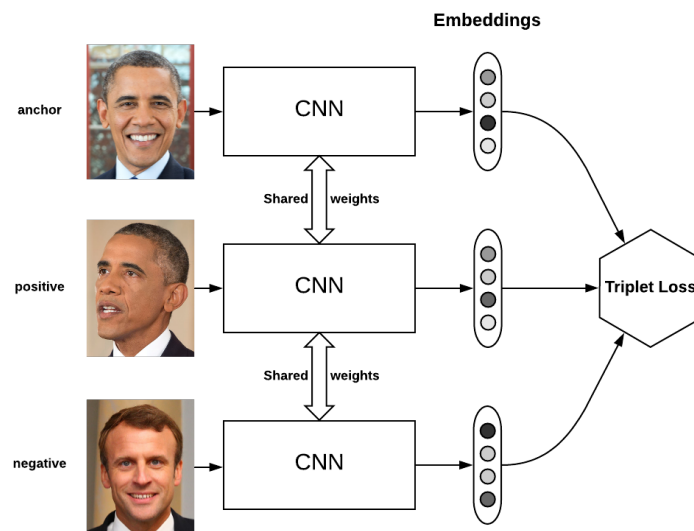 Embeddings
anchor
CNN
Shared weights
positive
CNN
Triplet Loss
Shared weights
negative
CNN